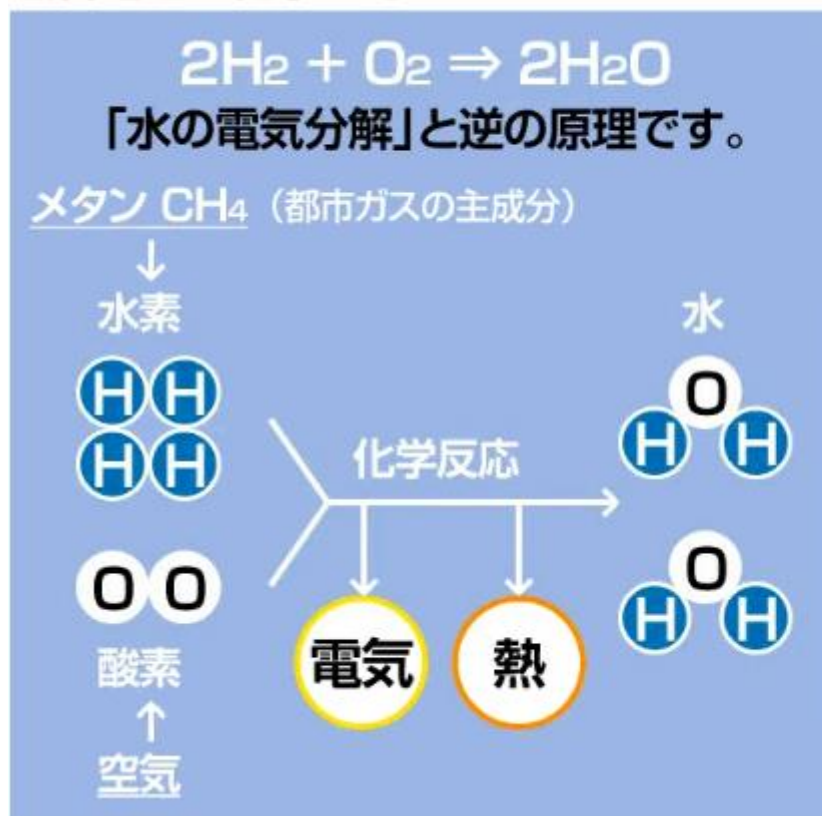 2H₂ + O₂ ⇒ 2H₂O
「水の電気分解」と逆の原理です。
メタン CH₄（都市ガスの主成分）
↓
水素
H H
H H
O O
酸素
↑
空気
化学反応
電気
熱
水
O
H H
O
H H